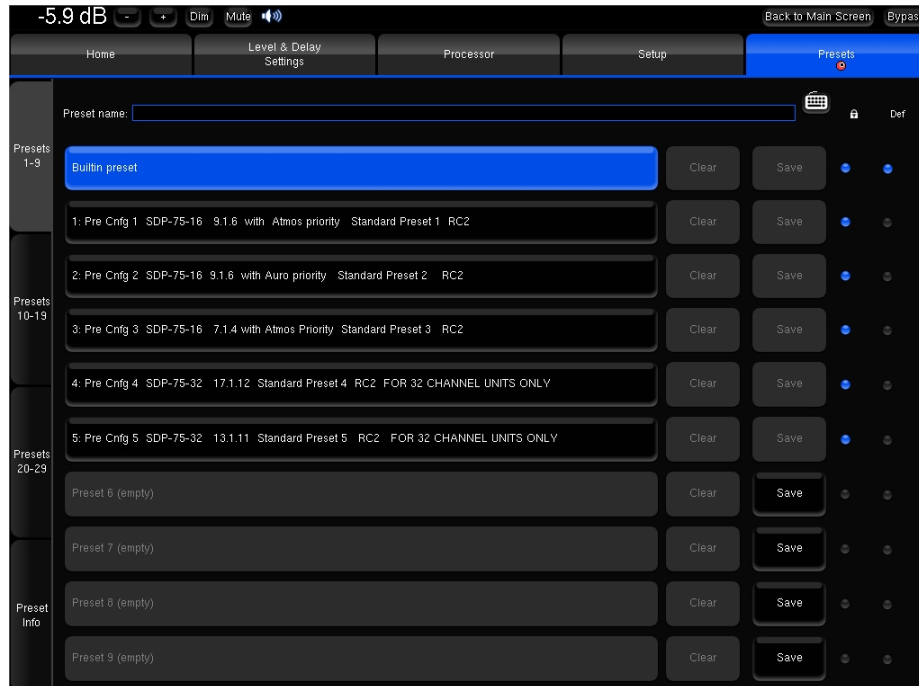 -5.9 dB - + Dim Mute Back to Main Screen Bypas
Home Level & Delay Settings Processor Setup Presets
Preset name: Def
Presets 1-9
Builtin preset Clear Save
1: Pre Cnfg 1 SDP-75-16 9.1.6 with Atmos priority Standard Preset 1 RC2 Clear Save
2: Pre Cnfg 2 SDP-75-16 9.1.6 with Auro priority Standard Preset 2 RC2 Clear Save
Presets 10-19
3: Pre Cnfg 3 SDP-75-16 7.1.4 with Atmos Priority Standard Preset 3 RC2 Clear Save
4: Pre Cnfg 4 SDP-75-32 17.1.12 Standard Preset 4 RC2 FOR 32 CHANNEL UNITS ONLY Clear Save
5: Pre Cnfg 5 SDP-75-32 13.1.11 Standard Preset 5 RC2 FOR 32 CHANNEL UNITS ONLY Clear Save
Presets 20-29
Preset 6 (empty) Clear Save
Preset 7 (empty) Clear Save
Preset 8 (empty) Clear Save
Preset Info
Preset 9 (empty) Clear Save